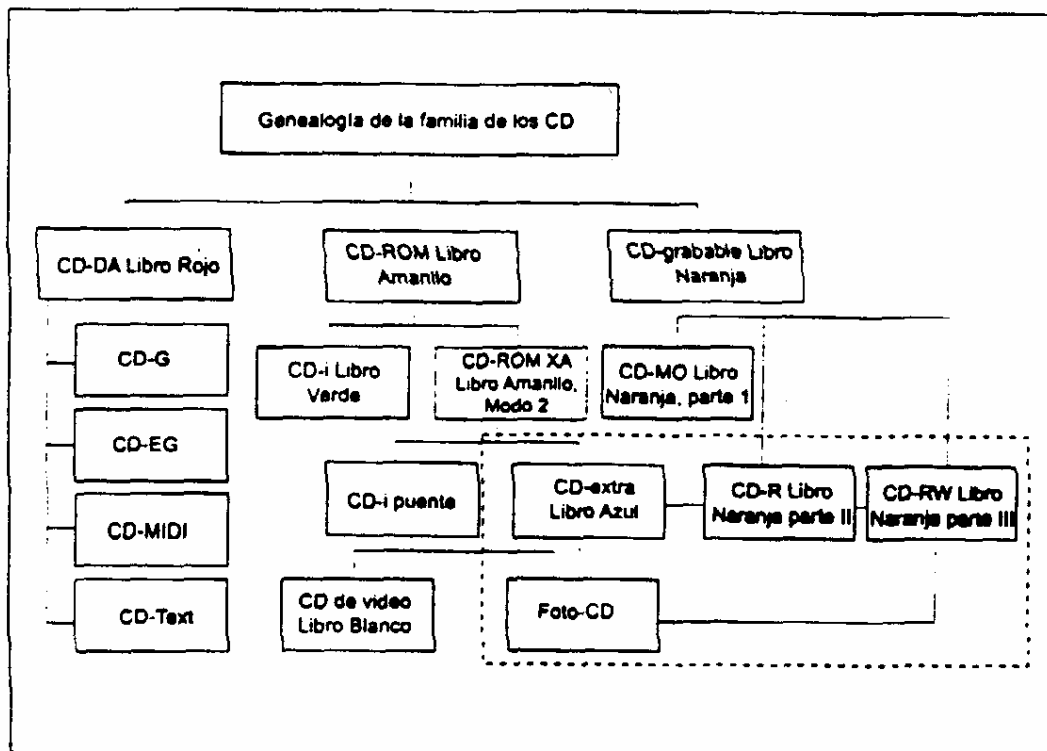 Genealogía de la familia de los CD
CD-DA Libro Rojo
CD-ROM Libro
Amarillo
CD-grabable Libro
Naranja
CD-G
CD-i Libro
Verde
CD-ROM XA
Libro Amarillo,
Modo 2
CD-MO Libro
Naranja, parte 1
CD-EG
CD-i puente
CD-extra
Libro Azul
CD-R Libro
Naranja parte II
CD-RW Libro
Naranja parte III
CD-MIDI
CD-Text
CD de video
Libro Blanco
Foto-CD